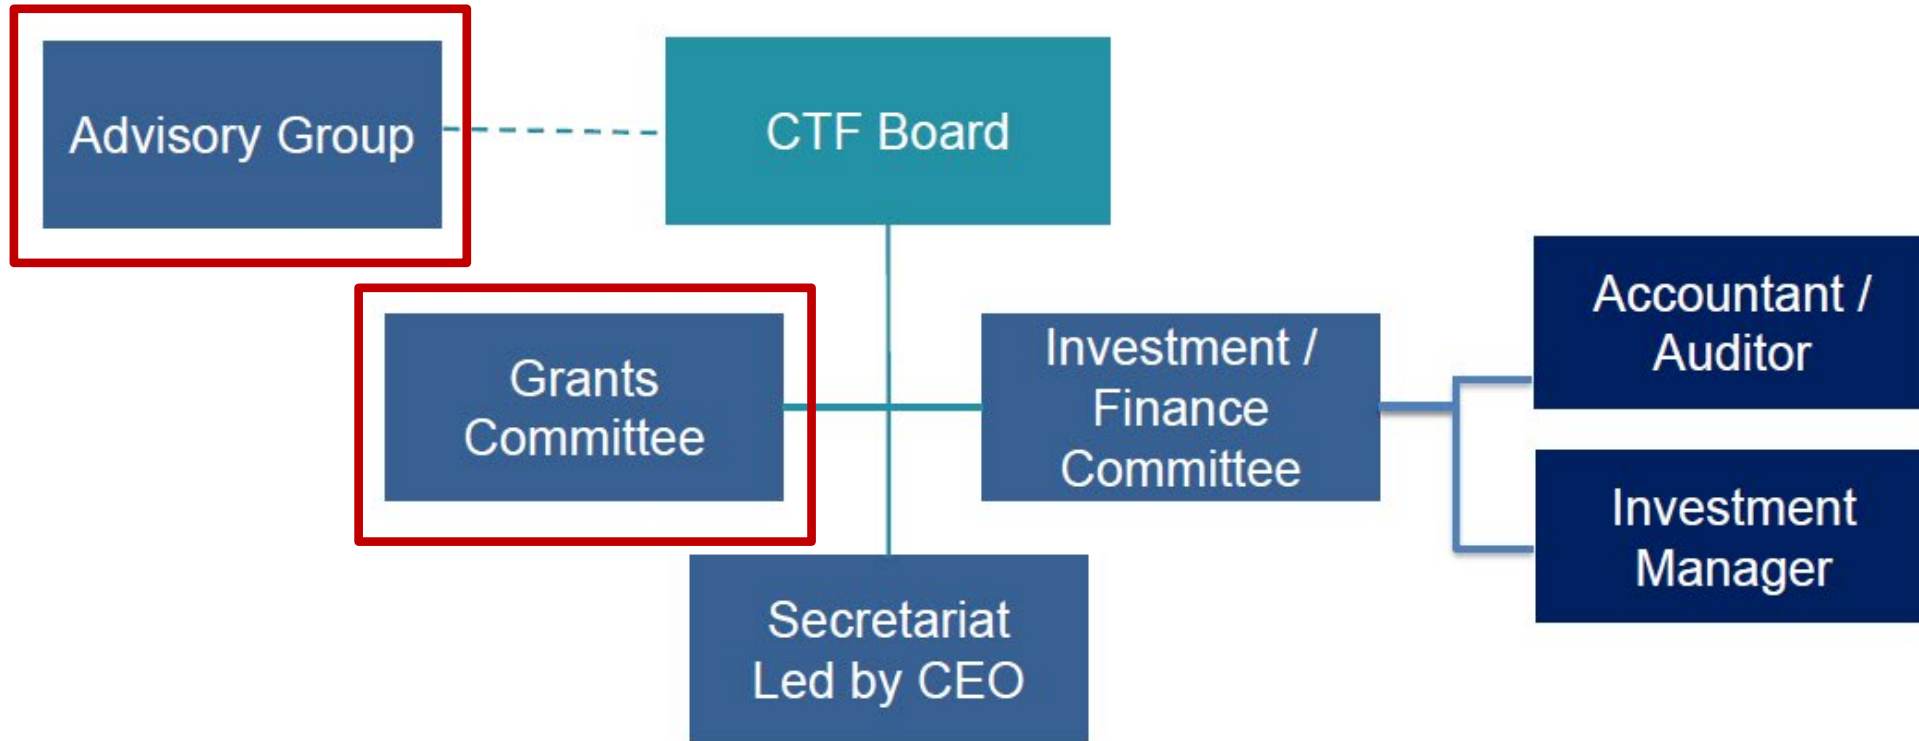 Advisory Group
CTF Board
Accountant /
Auditor
Grants
Committee
Investment /
Finance
Committee
Investment
Manager
Secretariat
Led by CEO